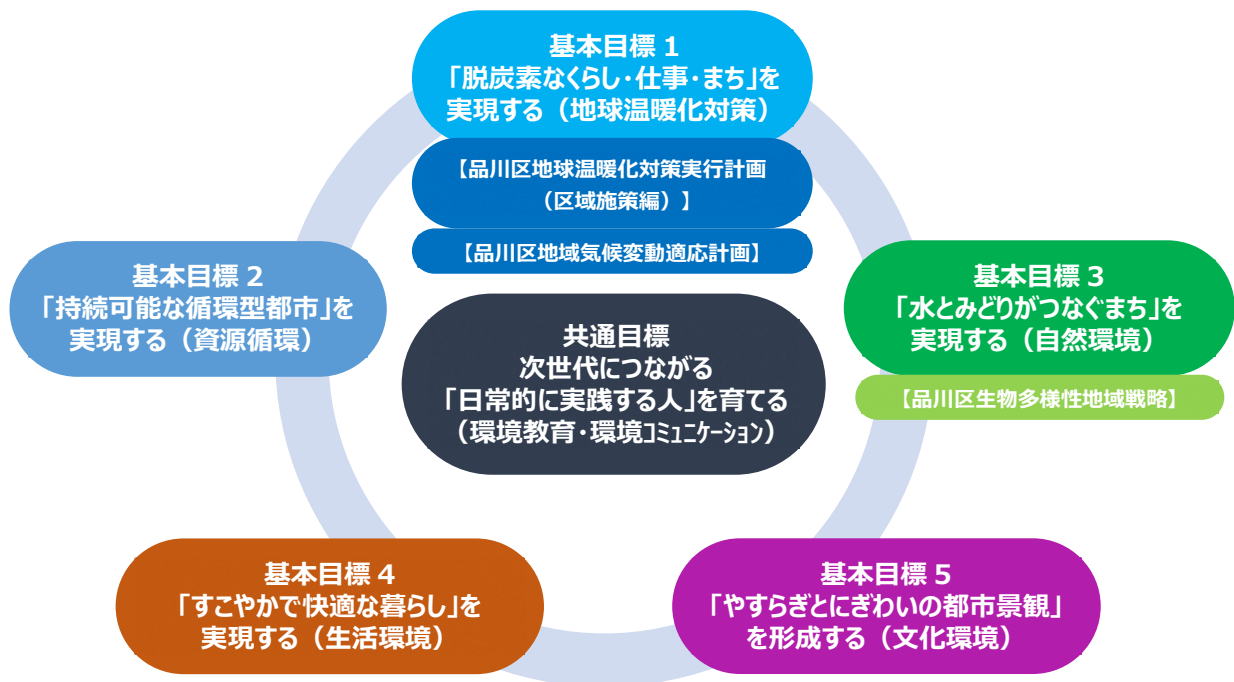 基本目標 1
「脱炭素なくらし・仕事・まち」を
実現する（地球温暖化対策）
【品川区地球温暖化対策実行計画
（区域施策編）】
【品川区地域気候変動適応計画】
基本目標 2
「持続可能な循環型都市」を
実現する（資源循環）
基本目標 3
「水とみどりがつなぐまち」を
実現する（自然環境）
【品川区生物多様性地域戦略】
共通目標
次世代につながる
「日常的に実践する人」を育てる
（環境教育・環境ｺﾐｭﾆｹｰｼｮﾝ）
基本目標 4
「すこやかで快適な暮らし」を
実現する（生活環境）
基本目標 5
「やすらぎとにぎわいの都市景観」
を形成する（文化環境）